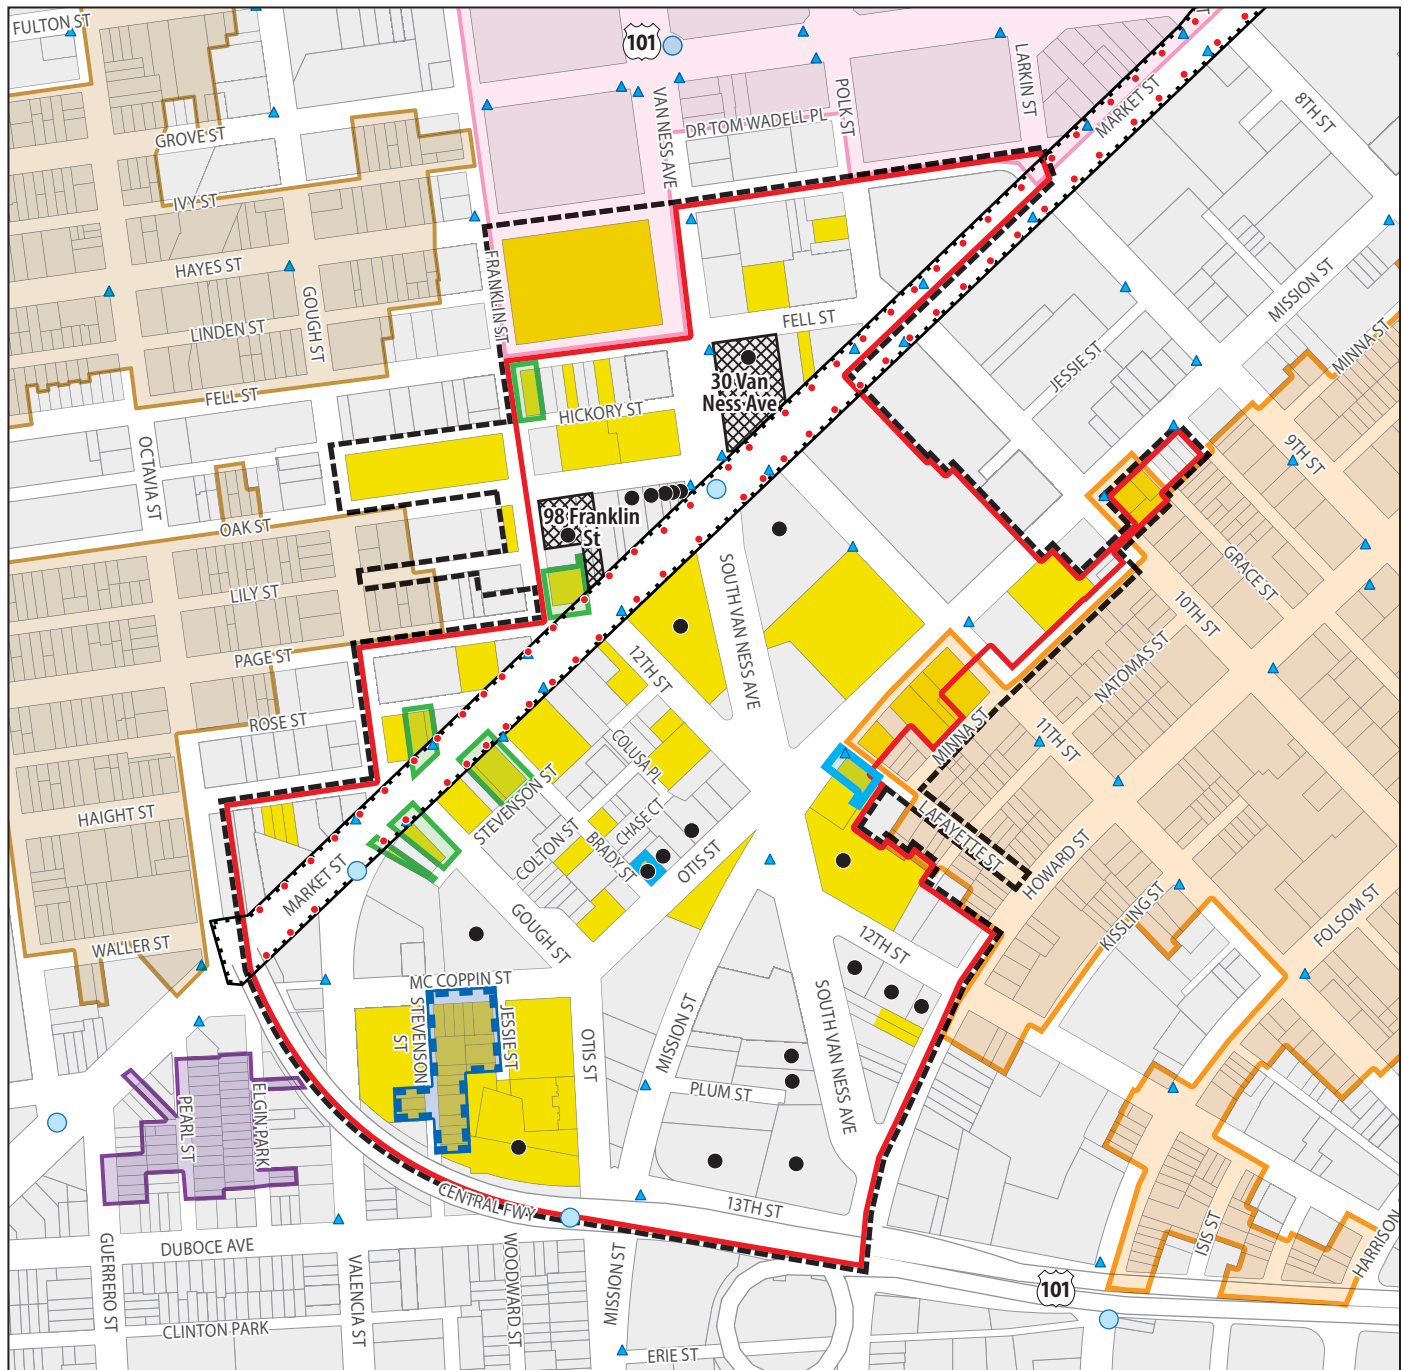 FULTON ST
101
LARKIN ST
VAN NESS AVE
POLK ST
8TH ST
MARKET ST
DR TOM WADELL PL
GROVE ST
IVY ST
HAYES ST
FRANKLIN ST
MISSION ST
GOUGH ST
LINDEN ST
FELL ST
MINNA ST
JESSIE ST
30 Van
Ness Ave
FELL ST
HICKORY ST
OCTAVIA ST
9TH ST
OAK ST
98 Franklin
St
GRACE ST
LILY ST
SOUTH VAN NESS AVE
10TH ST
PAGE ST
12TH ST
NATOMAS ST
ROSE ST
MINNA ST
11TH ST
COLUSA PL
HAIGHT ST
STEVENSON ST
CHASE CT
COLTON ST
BRADY ST
OTIS ST
LAFAYETTE ST
HOWARD ST
MARKET ST
KISSLING ST
FOLSOM ST
WALLER ST
GOUGH ST
12TH ST
MC COPPIN ST
STEVENSON
ST
JESSIE ST
OTIS ST
MISSION ST
SOUTH VAN NESS AVE
PLUM ST
PEARL ST
ELGIN PARK
CENTRAL FWY
13TH ST
ISIS ST
HARRISON
DUBOCE AVE
GUERRERO ST
VALENCIA ST
WOODWARD ST
MISSION ST
101
CLINTON PARK
ERIE ST